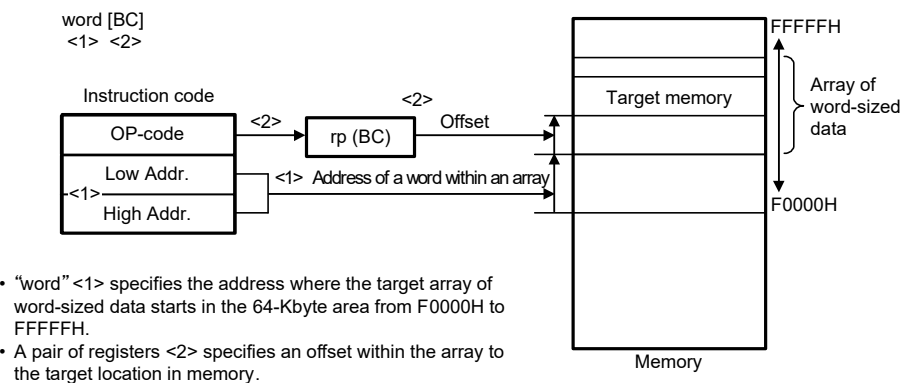 word [BC]
<1> <2>
FFFFFH
Array of
word-sized
data
Instruction code
<2>
Target memory
OP-code
<2>
rp (BC)
Offset
Low Addr.
<1>
<1> Address of a word within an array
High Addr.
F0000H
• “word” <1> specifies the address where the target array of
word-sized data starts in the 64-Kbyte area from F0000H to
FFFFFH.
• A pair of registers <2> specifies an offset within the array to
the target location in memory.
Memory